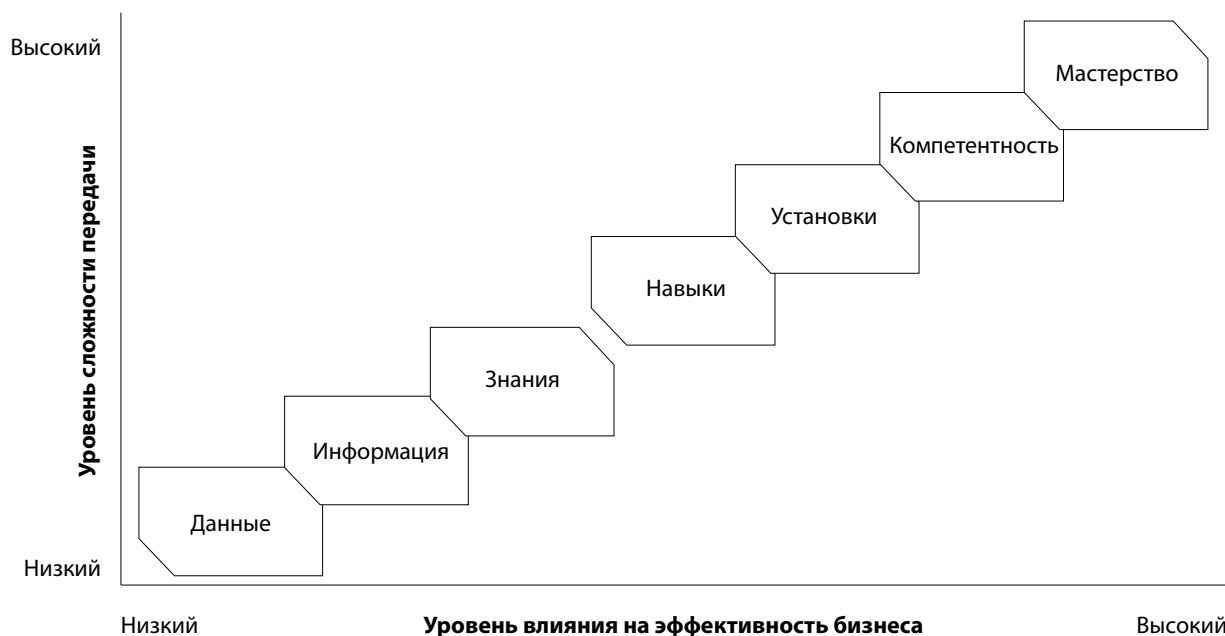 Высокий
Мастерство
Компетентность
Установки
Навыки
Знания
Информация
Данные
Уровень сложности передачи
Низкий
Низкий
Уровень влияния на эффективность бизнеса
Высокий